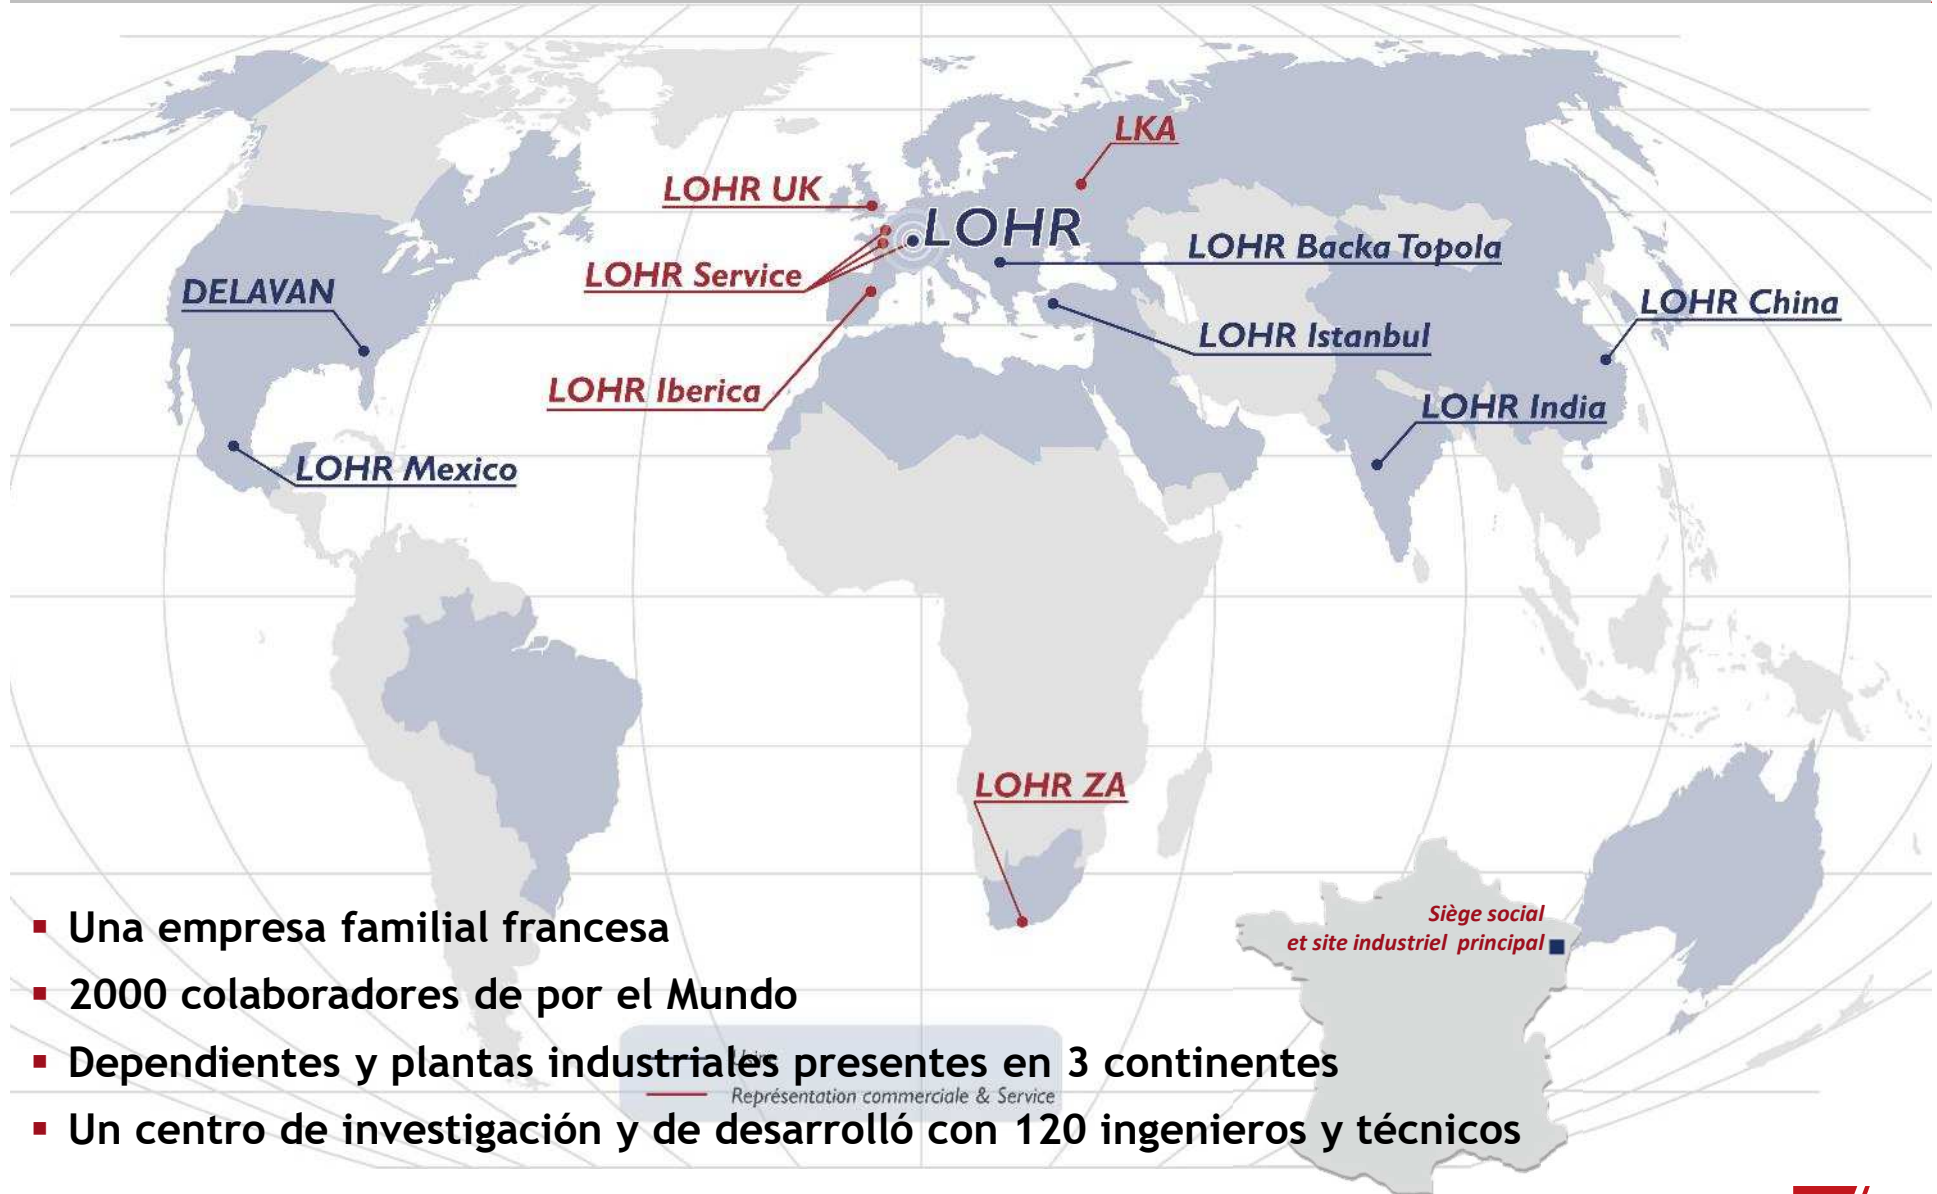 LKA
LOHR UK
LOHR
LOHR Backa Topola
LOHR Service
DELAVAN
LOHR China
LOHR Istanbul
LOHR Iberica
LOHR India
LOHR Mexico
LOHR ZA
Siège social
et site industriel principal
▪ Una empresa familial francesa
▪ 2000 colaboradores de por el Mundo
▪ Dependientes y plantas industriales presentes en 3 continentes
Représentation commerciale & Service
▪ Un centro de investigación y de desarrolló con 120 ingenieros y técnicos